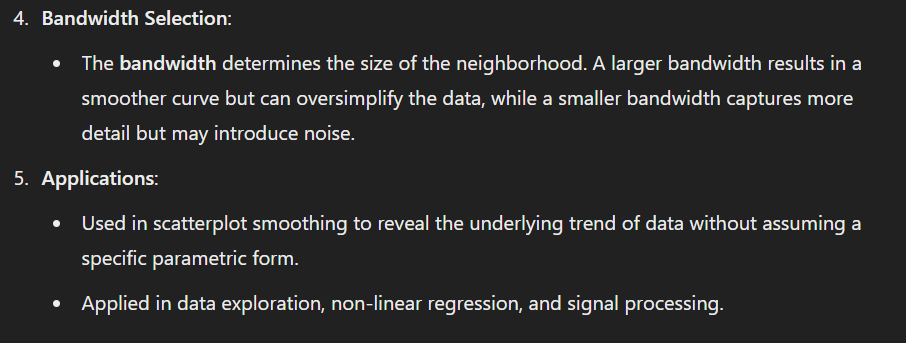 4. Bandwidth Selection:
• The bandwidth determines the size of the neighborhood. A larger bandwidth results in a
smoother curve but can oversimplify the data, while a smaller bandwidth captures more
detail but may introduce noise.
5. Applications:
• Used in scatterplot smoothing to reveal the underlying trend of data without assuming a
specific parametric form.
• Applied in data exploration, non-linear regression, and signal processing.